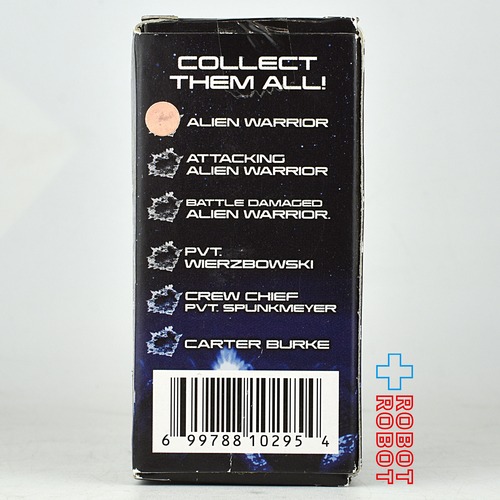 COLLECT
THEM ALL!
ALIEN WARRIOR
ATTACKING
ALIEN WARRIOR
BATTLE DAMAGED
ALIEN WARRIOR.
PVT.
WIERZBOWSKI
CREW CHIEF
PVT. SPUNKMEYER
CARTER BURKE
6 99788 10295 4
ROBOT
ROBOT